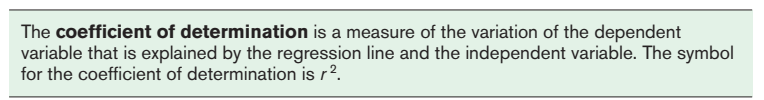 The coefficient of determination is a measure of the variation of the dependent
variable that is explained by the regression line and the independent variable. The symbol
for the coefficient of determination is r².